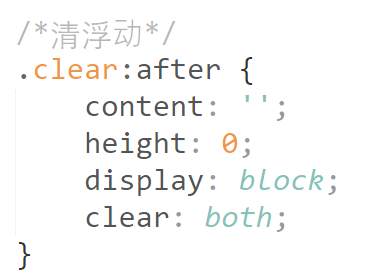 /*清浮动*/
.clear:after {
    content: '';
    height: 0;
    display: block;
    clear: both;
}